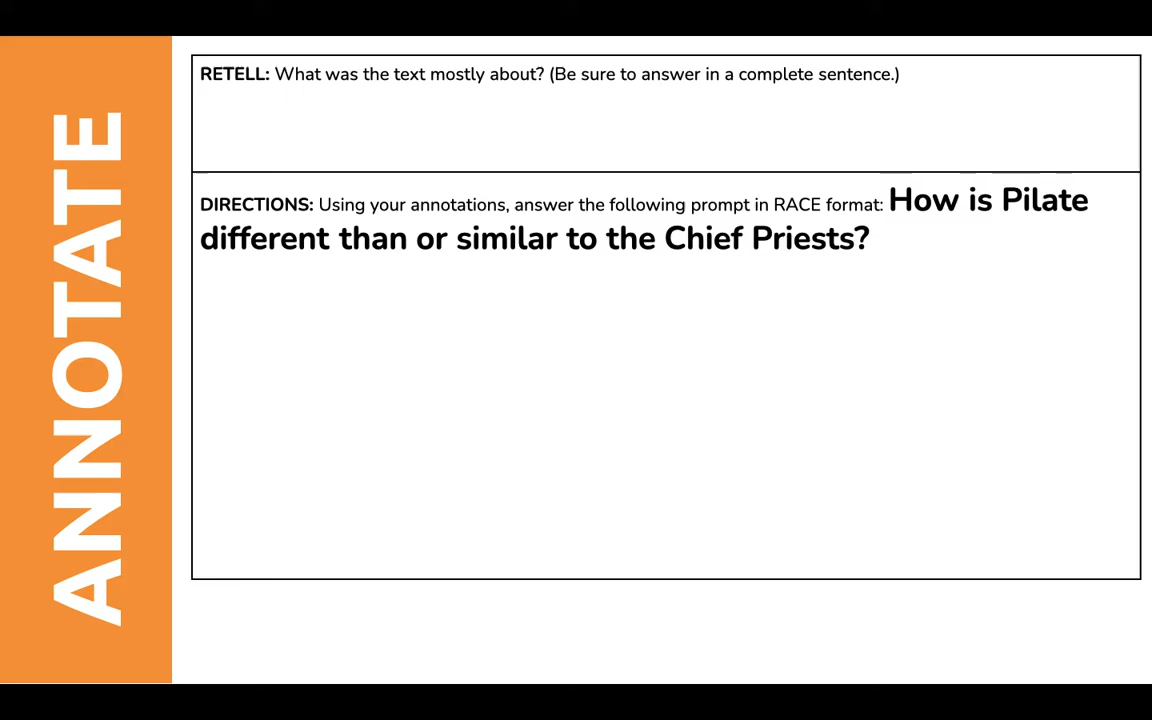 ANNOTATE
RETELL: What was the text mostly about? (Be sure to answer in a complete sentence.)
DIRECTIONS: Using your annotations, answer the following prompt in RACE format: How is Pilate
different than or similar to the Chief Priests?